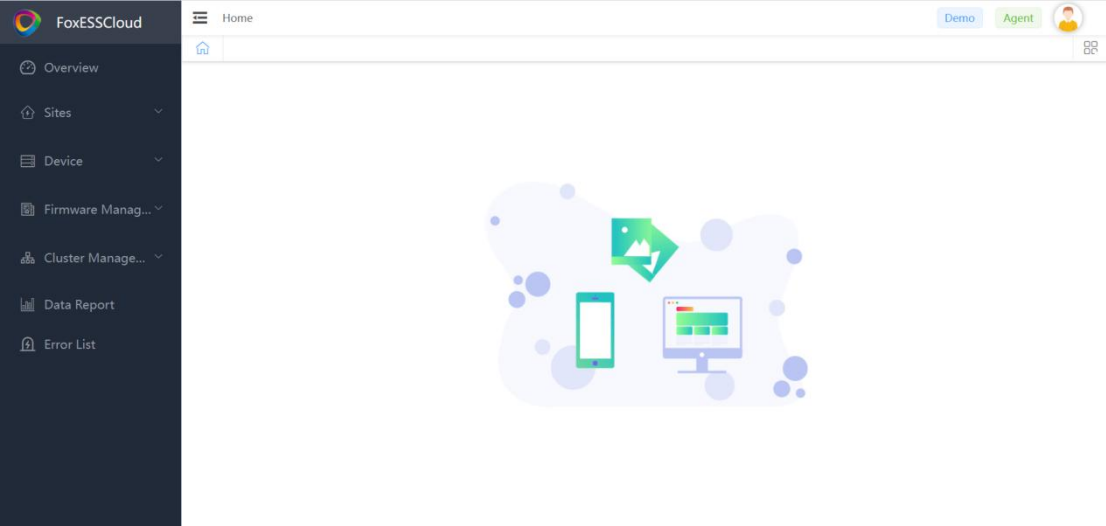 FoxESSCloud
Home
Demo
Agent
Overview
Sites
Device
Firmware Manag...
Cluster Manage...
Data Report
Error List